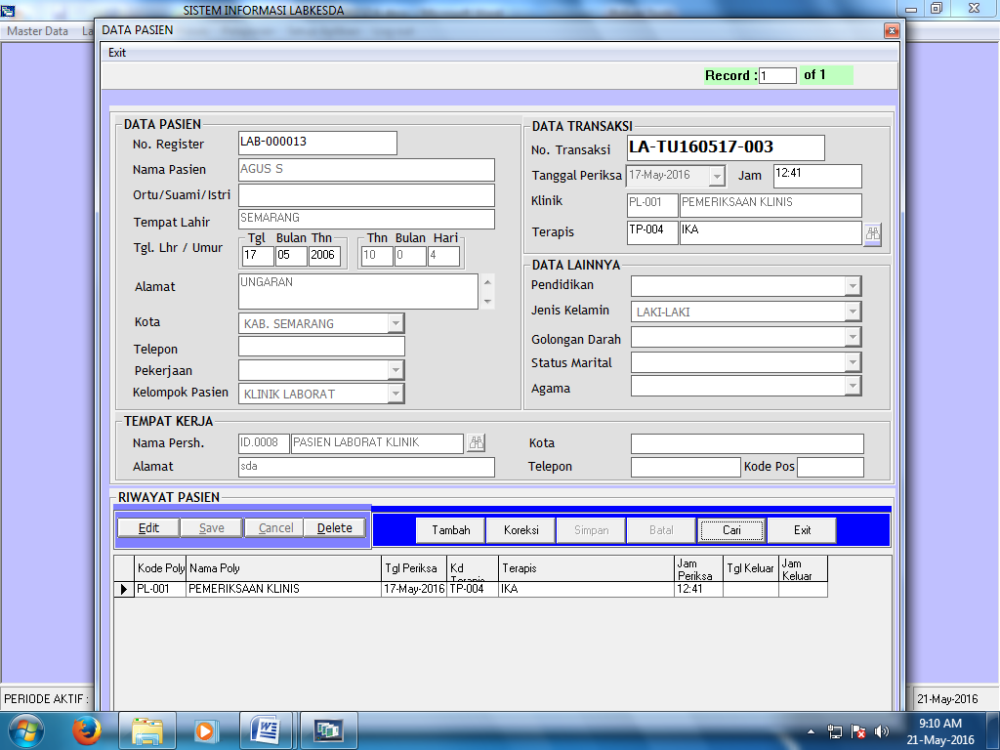 SISTEM INFORMASI LABKESDA
Master Data
DATA PASIEN
Exit
Record : 1 of 1
DATA PASIEN
No. Register LAB-000013
Nama Pasien AGUS S
Ortu/Suami/Istri
Tempat Lahir SEMARANG
Tgl Bulan Thn Thn Bulan Hari
Tgl. Lhr / Umur 17 05 2006 10 0 4
Alamat UNGARAN
Kota KAB. SEMARANG
Telepon
Pekerjaan
Kelompok Pasien KLINIK LABORAT
DATA TRANSAKSI
No. Transaksi LA-TU160517-003
Tanggal Periksa 17-May-2016 Jam 12:41
Klinik PL-001 PEMERIKSAAN KLINIS
Terapis TP-004 IKA
DATA LAINNYA
Pendidikan
Jenis Kelamin LAKI-LAKI
Golongan Darah
Status Marital
Agama
TEMPAT KERJA
Nama Persh. ID.0008 PASIEN LABORAT KLINIK Kota
Alamat sda Telepon Kode Pos
RIWAYAT PASIEN
Edit Save Cancel Delete Tambah Koreksi Simpan Batal Cari Exit
Kode Poly Nama Poly Tgl Periksa Kd Terapis Terapis Jam Periksa Tgl Keluar Jam Keluar
PL-001 PEMERIKSAAN KLINIS 17-May-2016 TP-004 IKA 12:41
PERIODE AKTIF : 21-May-2016
9:10 AM
21-May-2016